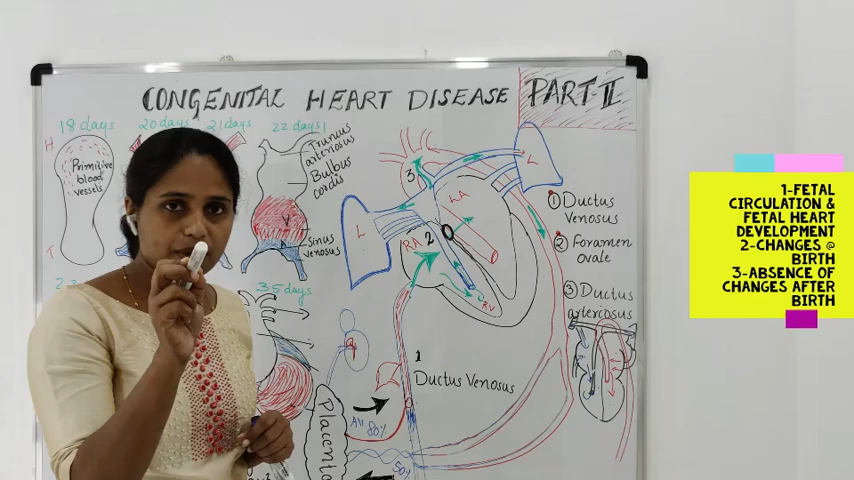 CONGENITAL HEART DISEASE PART II
18 days
20 days
21 days
22 days
H
Primitive
blood
vessels
T
Truncus
arteriosus
Bulbus
cordis
V
A
Sinus
venosus
35 days
3
L
L
LA
RA
2
RV
1
Ductus Venosus
Placenta
80%
50%
① Ductus
Venosus
② Foramen
ovale
③ Ductus
arteriosus
1-FETAL
CIRCULATION &
FETAL HEART
DEVELOPMENT
2-CHANGES @
BIRTH
3-ABSENCE OF
CHANGES AFTER
BIRTH